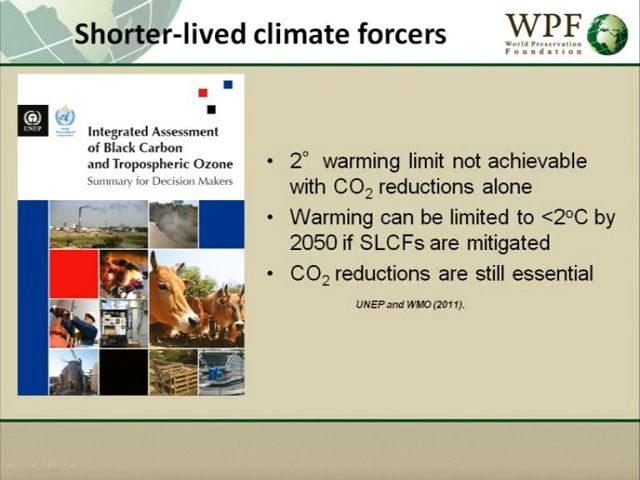 Shorter-lived climate forcers
WPF
World Preservation
Foundation
UNEP
Integrated Assessment
of Black Carbon
and Tropospheric Ozone
Summary for Decision Makers
• 2° warming limit not achievable
with CO₂ reductions alone
• Warming can be limited to <2°C by
2050 if SLCFs are mitigated
• CO₂ reductions are still essential
UNEP and WMO (2011).